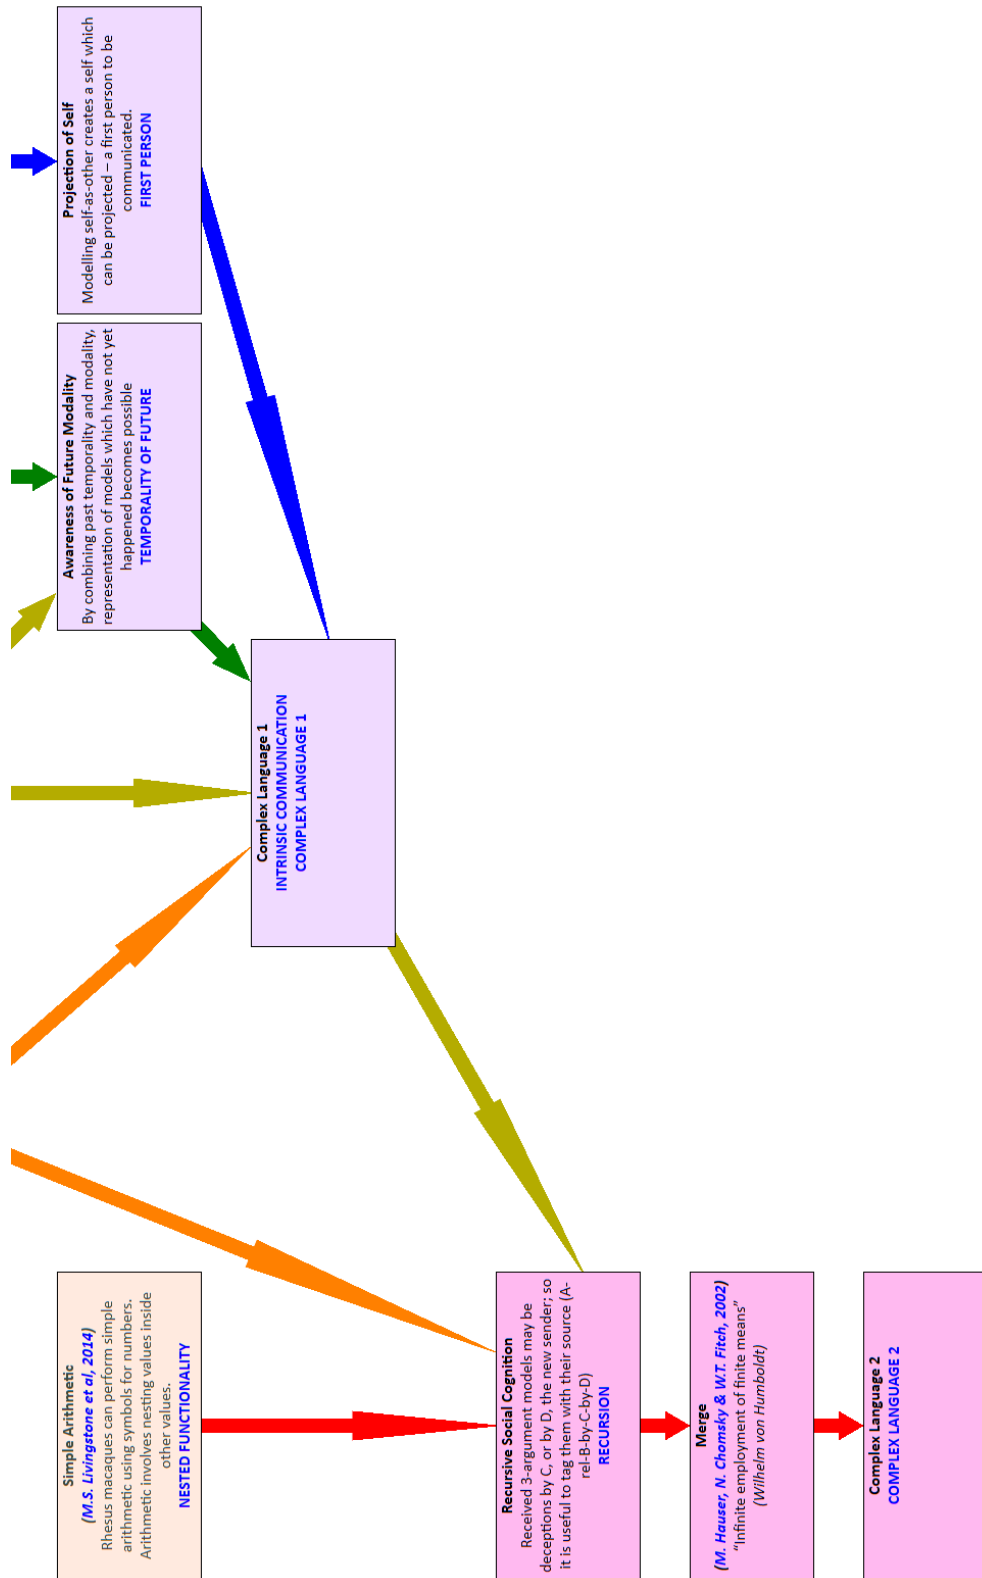 Projection of Self
Modelling self-as-other creates a self which
can be projected – a first person to be
communicated.
FIRST PERSON
Awareness of Future Modality
By combining past temporality and modality,
representation of models which have not yet
happened becomes possible
TEMPORALITY OF FUTURE
Complex Language 1
INTRINSIC COMMUNICATION
COMPLEX LANGUAGE 1
Simple Arithmetic
(M.S. Livingstone et al, 2014)
Rhesus macaques can perform simple
arithmetic using symbols for numbers.
Arithmetic involves nesting values inside
other values.
NESTED FUNCTIONALITY
Recursive Social Cognition
Received 3-argument models may be
deceptions by C, or by D, the new sender; so
it is useful to tag them with their source (A-
rel-B-by-C-by-D)
RECURSION
Merge
(M. Hauser, N. Chomsky & W.T. Fitch, 2002)
“Infinite employment of finite means”
(Wilhelm von Humboldt)
Complex Language 2
COMPLEX LANGUAGE 2